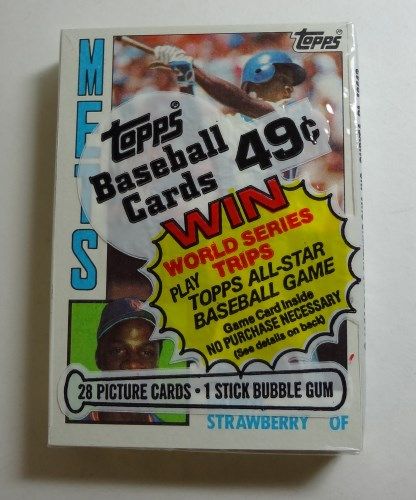 TOPPS®
METS
TOPPS®
Baseball
Cards
49¢
WIN
WORLD SERIES
TRIPS
PLAY
TOPPS ALL-STAR
BASEBALL GAME
Game Card Inside
NO PURCHASE NECESSARY
(See details on back)
28 PICTURE CARDS • 1 STICK BUBBLE GUM
STRAWBERRY OF